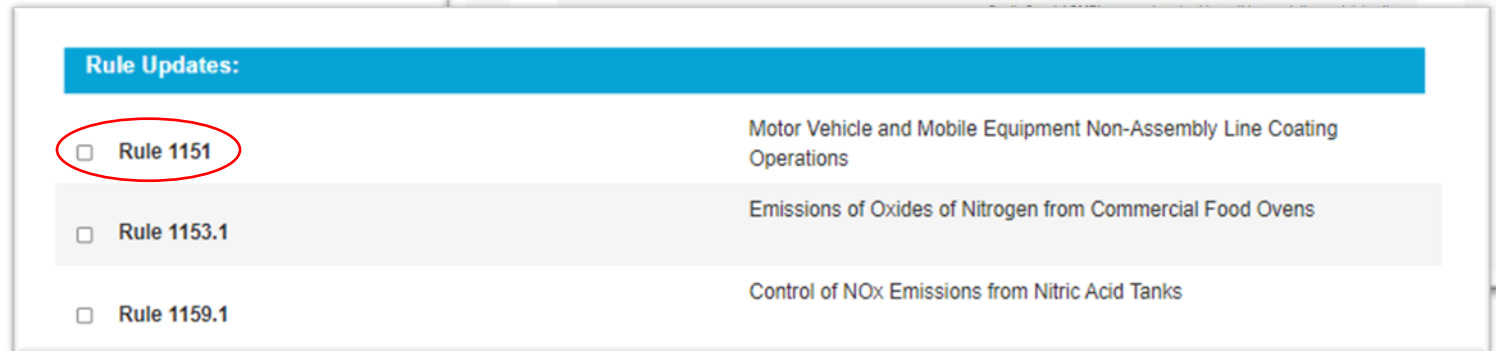 Rule Updates:
Rule 1151
Motor Vehicle and Mobile Equipment Non-Assembly Line Coating
Operations
Rule 1153.1
Emissions of Oxides of Nitrogen from Commercial Food Ovens
Rule 1159.1
Control of NOx Emissions from Nitric Acid Tanks